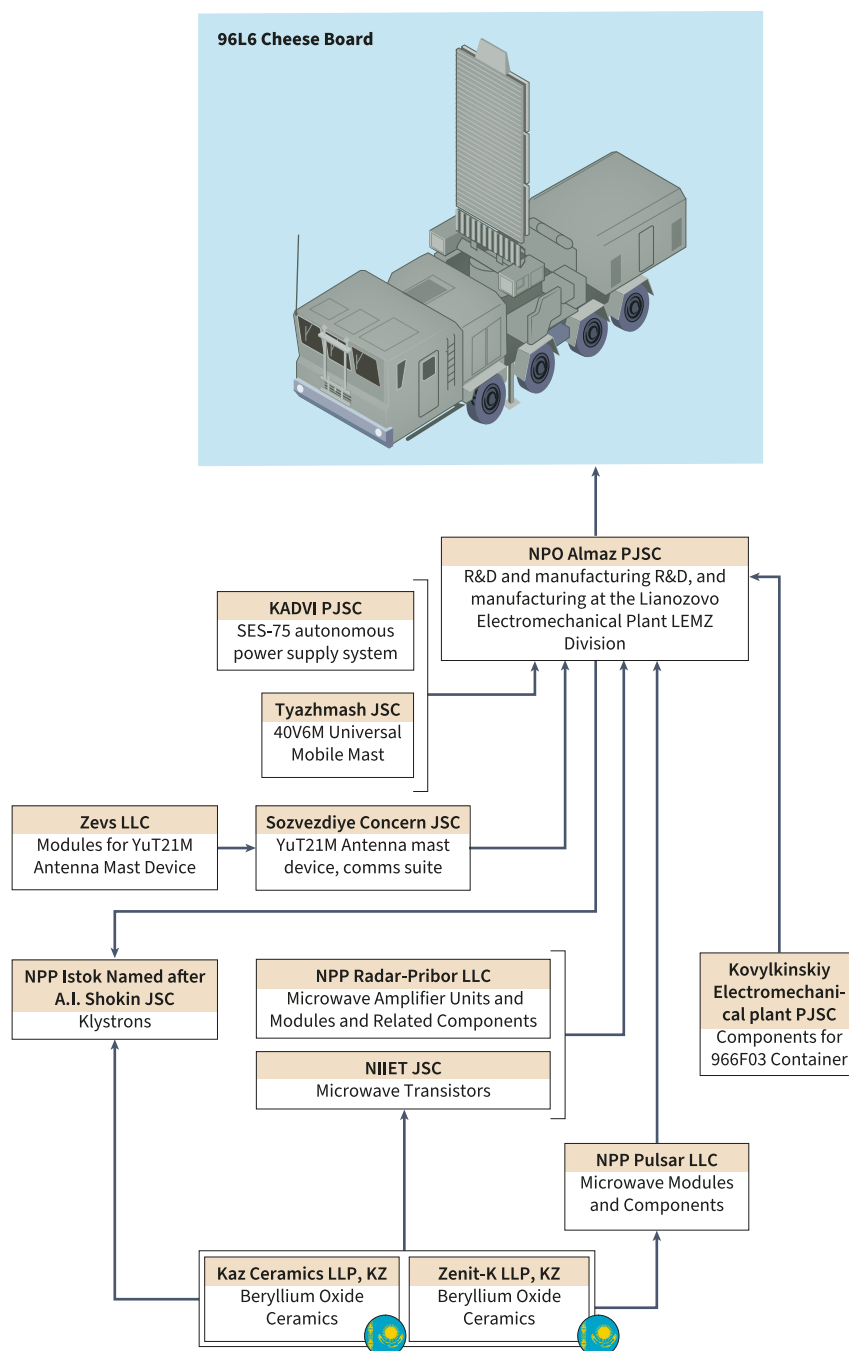 96L6 Cheese Board
NPO Almaz PJSC
R&D and manufacturing R&D, and
manufacturing at the Lianozovo
Electromechanical Plant LEMZ
Division
KADVI PJSC
SES-75 autonomous
power supply system
Tyazhmash JSC
40V6M Universal
Mobile Mast
Zevs LLC
Modules for YuT21M
Antenna Mast Device
Sozvezdiye Concern JSC
YuT21M Antenna mast
device, comms suite
NPP Istok Named after
A.I. Shokin JSC
Klystrons
NPP Radar-Pribor LLC
Microwave Amplifier Units and
Modules and Related Components
NIIET JSC
Microwave Transistors
Kovylkinskiy
Electromechani-
cal plant PJSC
Components for
966F03 Container
NPP Pulsar LLC
Microwave Modules
and Components
Kaz Ceramics LLP, KZ
Beryllium Oxide
Ceramics
Zenit-K LLP, KZ
Beryllium Oxide
Ceramics